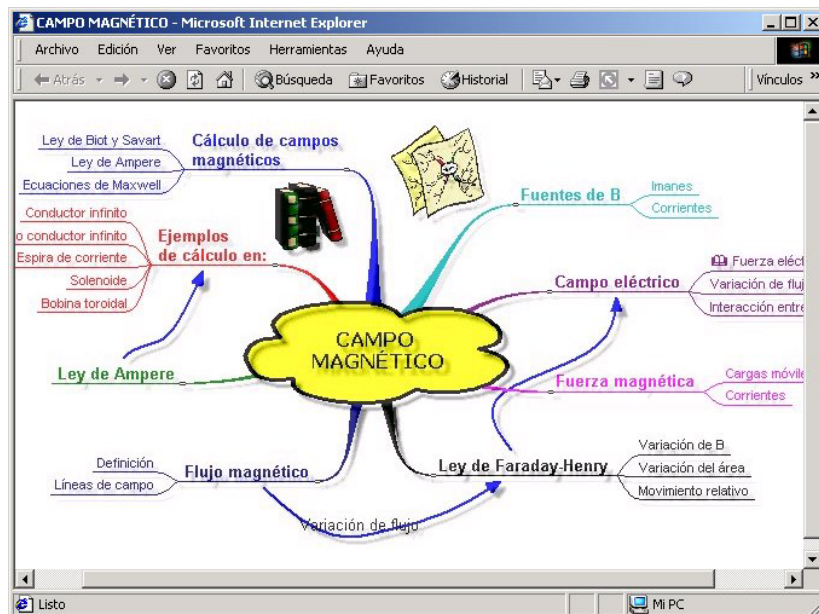 CAMPO MAGNÉTICO - Microsoft Internet Explorer
Archivo Edición Ver Favoritos Herramientas Ayuda
Atrás Búsqueda Favoritos Historial Vínculos »
Ley de Biot y Savart
Ley de Ampere
Ecuaciones de Maxwell
Cálculo de campos
magnéticos
Conductor infinito
o conductor infinito
Espira de corriente
Solenoide
Bobina toroidal
Ejemplos
de cálculo en:
Ley de Ampere
Definición
Líneas de campo
Flujo magnético
Variación de flujo
CAMPO
MAGNÉTICO
Fuentes de B
Imanes
Corrientes
Campo eléctrico
Fuerza eléct
Variación de fluj
Interacción entre
Fuerza magnética
Cargas móvile
Corrientes
Ley de Faraday-Henry
Variación de B
Variación del área
Movimiento relativo
Listo
Mi PC